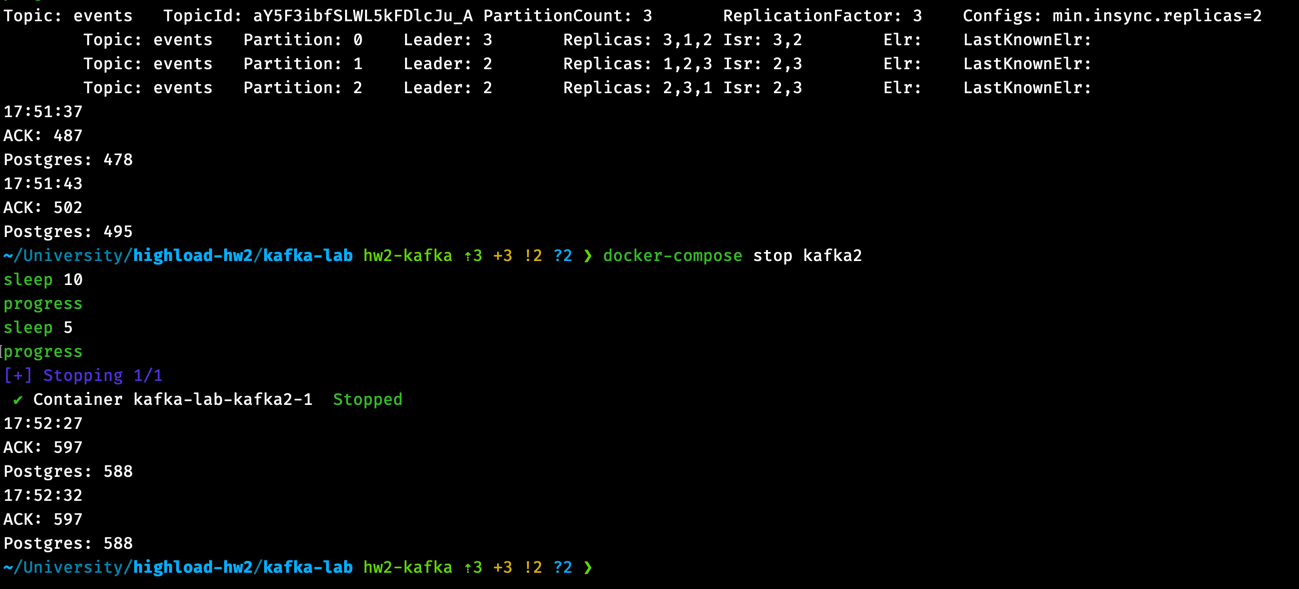 Topic: events   TopicId: aY5F3ibfSLWL5kFDlcJu_A PartitionCount: 3       ReplicationFactor: 3    Configs: min.insync.replicas=2
        Topic: events   Partition: 0    Leader: 3       Replicas: 3,1,2 Isr: 3,2        Elr:    LastKnownElr:
        Topic: events   Partition: 1    Leader: 2       Replicas: 1,2,3 Isr: 2,3        Elr:    LastKnownElr:
        Topic: events   Partition: 2    Leader: 2       Replicas: 2,3,1 Isr: 2,3        Elr:    LastKnownElr:
17:51:37
ACK: 487
Postgres: 478
17:51:43
ACK: 502
Postgres: 495
~/University/highload-hw2/kafka-lab hw2-kafka ⇡3 +3 !2 ?2 ❯ docker-compose stop kafka2
sleep 10
progress
sleep 5
progress
[+] Stopping 1/1
 ✔ Container kafka-lab-kafka2-1  Stopped
17:52:27
ACK: 597
Postgres: 588
17:52:32
ACK: 597
Postgres: 588
~/University/highload-hw2/kafka-lab hw2-kafka ⇡3 +3 !2 ?2 ❯